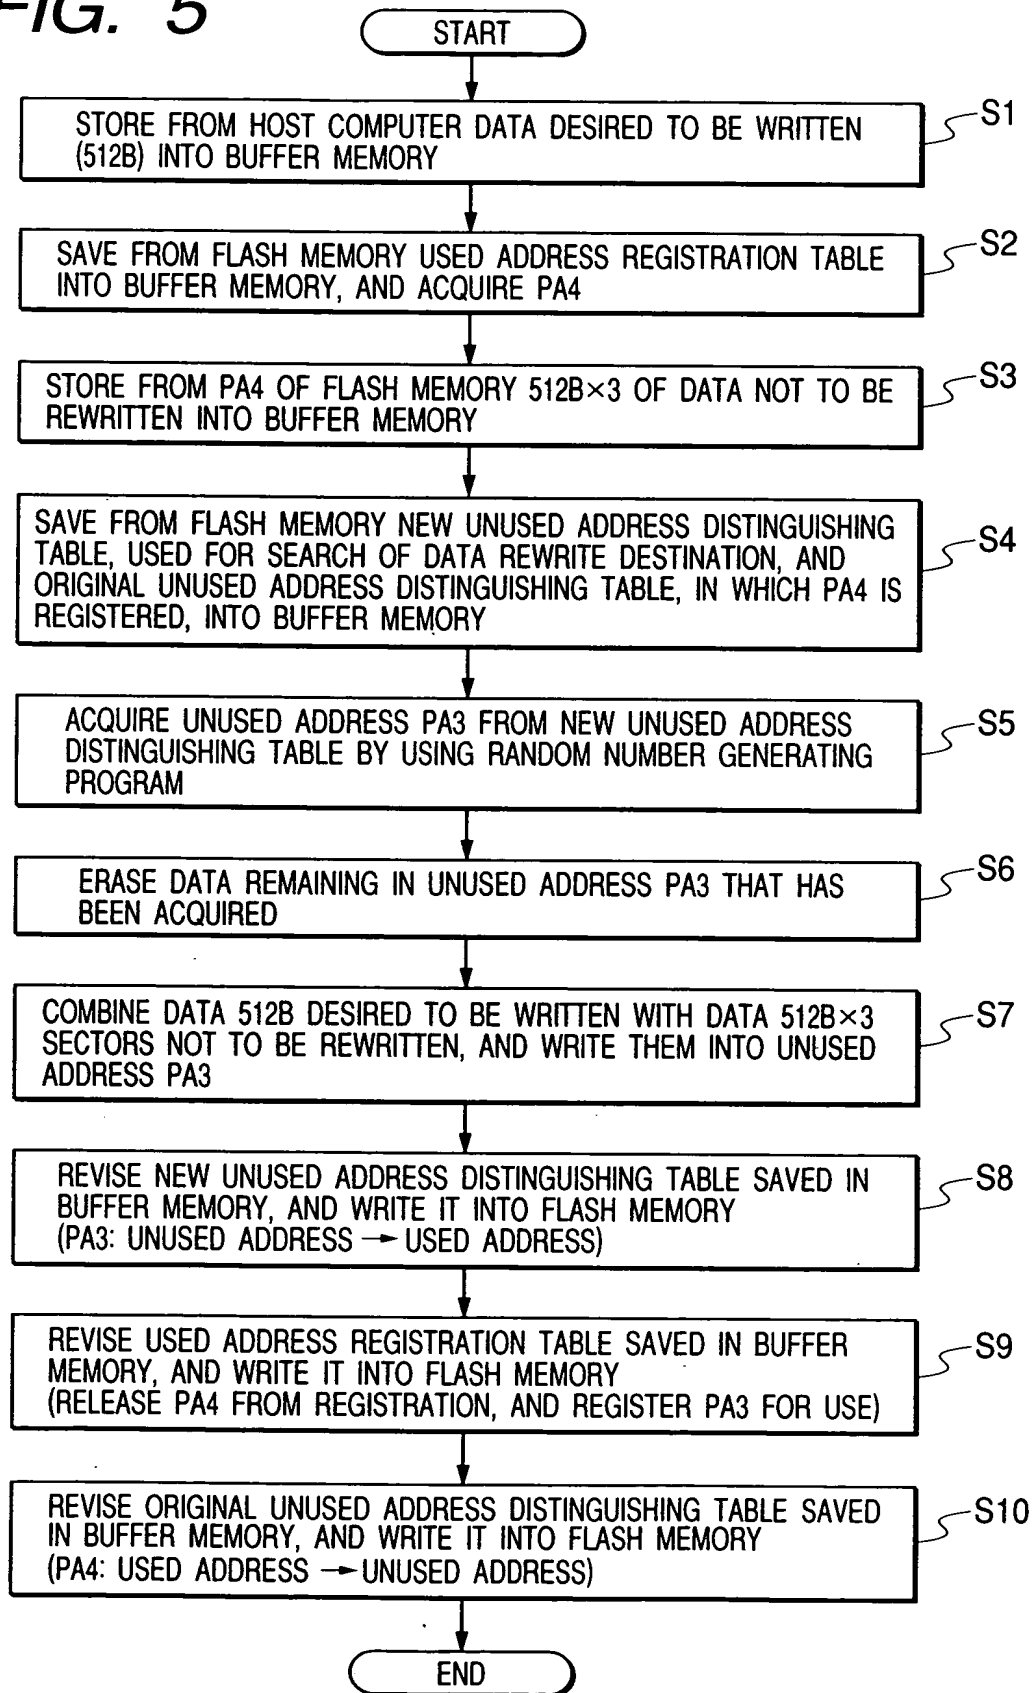 FIG. 5
START
STORE FROM HOST COMPUTER DATA DESIRED TO BE WRITTEN
(512B) INTO BUFFER MEMORY
S1
SAVE FROM FLASH MEMORY USED ADDRESS REGISTRATION TABLE
INTO BUFFER MEMORY, AND ACQUIRE PA4
S2
STORE FROM PA4 OF FLASH MEMORY 512B×3 OF DATA NOT TO BE
REWRITTEN INTO BUFFER MEMORY
S3
SAVE FROM FLASH MEMORY NEW UNUSED ADDRESS DISTINGUISHING
TABLE, USED FOR SEARCH OF DATA REWRITE DESTINATION, AND
ORIGINAL UNUSED ADDRESS DISTINGUISHING TABLE, IN WHICH PA4 IS
REGISTERED, INTO BUFFER MEMORY
S4
ACQUIRE UNUSED ADDRESS PA3 FROM NEW UNUSED ADDRESS
DISTINGUISHING TABLE BY USING RANDOM NUMBER GENERATING
PROGRAM
S5
ERASE DATA REMAINING IN UNUSED ADDRESS PA3 THAT HAS
BEEN ACQUIRED
S6
COMBINE DATA 512B DESIRED TO BE WRITTEN WITH DATA 512B×3
SECTORS NOT TO BE REWRITTEN, AND WRITE THEM INTO UNUSED
ADDRESS PA3
S7
REVISE NEW UNUSED ADDRESS DISTINGUISHING TABLE SAVED IN
BUFFER MEMORY, AND WRITE IT INTO FLASH MEMORY
(PA3: UNUSED ADDRESS → USED ADDRESS)
S8
REVISE USED ADDRESS REGISTRATION TABLE SAVED IN BUFFER
MEMORY, AND WRITE IT INTO FLASH MEMORY
(RELEASE PA4 FROM REGISTRATION, AND REGISTER PA3 FOR USE)
S9
REVISE ORIGINAL UNUSED ADDRESS DISTINGUISHING TABLE SAVED
IN BUFFER MEMORY, AND WRITE IT INTO FLASH MEMORY
(PA4: USED ADDRESS → UNUSED ADDRESS)
S10
END